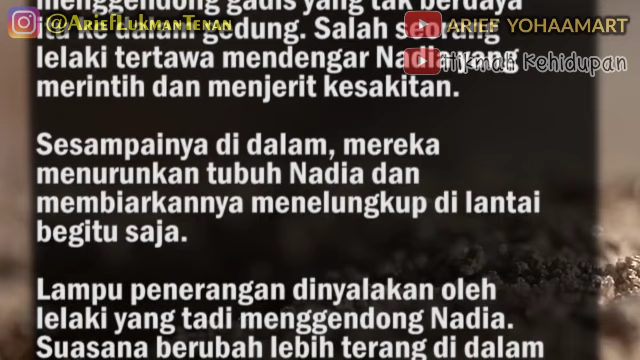 @AriefLukmanTenan
ARIEF YOHAAMART
Hikmah Kehidupan
menggendong gadis yang tak berdaya
gedung. Salah seorang
lelaki tertawa mendengar Nadia yang
merintih dan menjerit kesakitan.
Sesampainya di dalam, mereka
menurunkan tubuh Nadia dan
membiarkannya menelungkup di lantai
begitu saja.
Lampu penerangan dinyalakan oleh
lelaki yang tadi menggendong Nadia.
Suasana berubah lebih terang di dalam